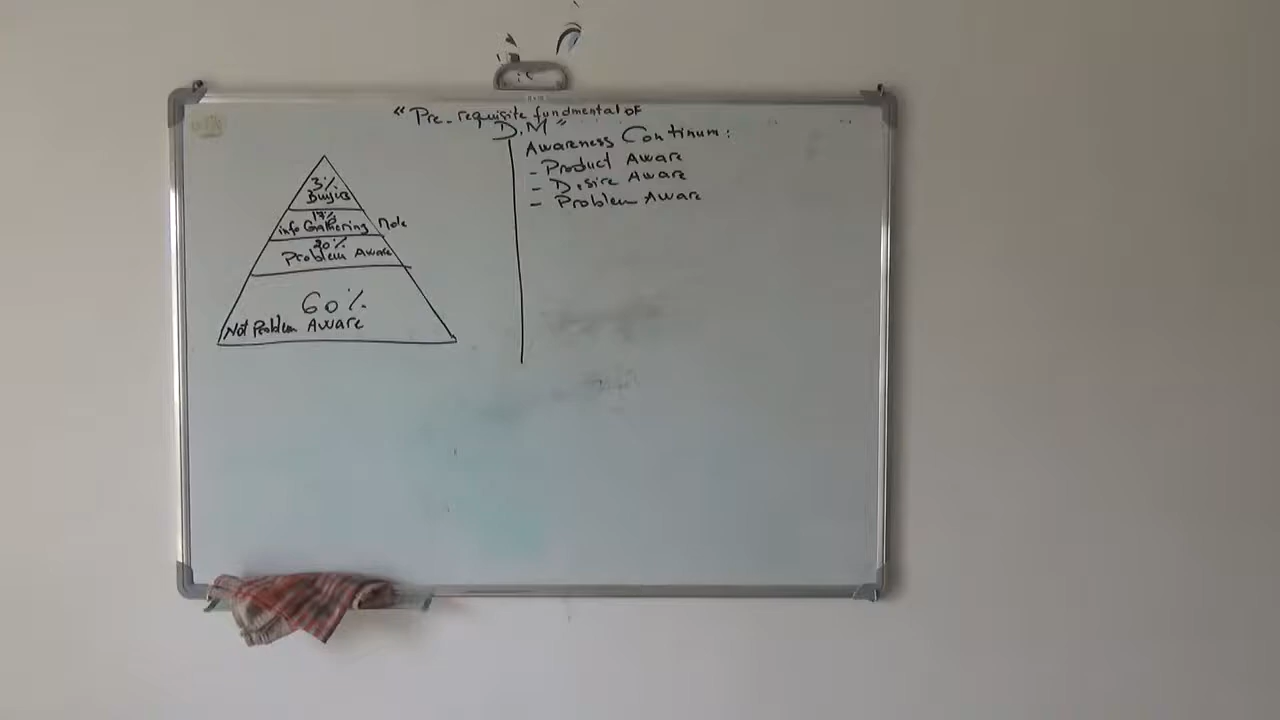 "Pre-requisite fundmental of
D.M"
3%
Buyies
17%
info Gathering Mode
20%
Problem Aware
60%
Not Problem Aware
Awareness Continum:
- Product Aware
- Desire Aware
- Problem Aware